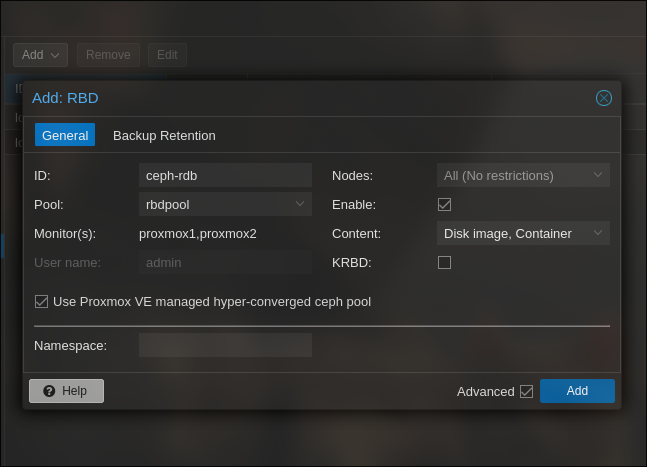 Add Remove Edit
Add: RBD
General Backup Retention
ID: ceph-rdb Nodes: All (No restrictions)
Pool: rbdpool Enable:
Monitor(s): proxmox1,proxmox2 Content: Disk image, Container
User name: admin KRBD:
Use Proxmox VE managed hyper-converged ceph pool
Namespace:
Help Advanced Add